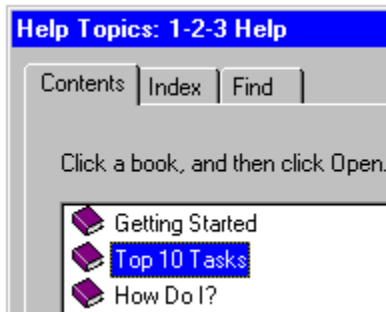 Help Topics: 1-2-3 Help
Contents Index Find
Click a book, and then click Open.
Getting Started
Top 10 Tasks
How Do I?